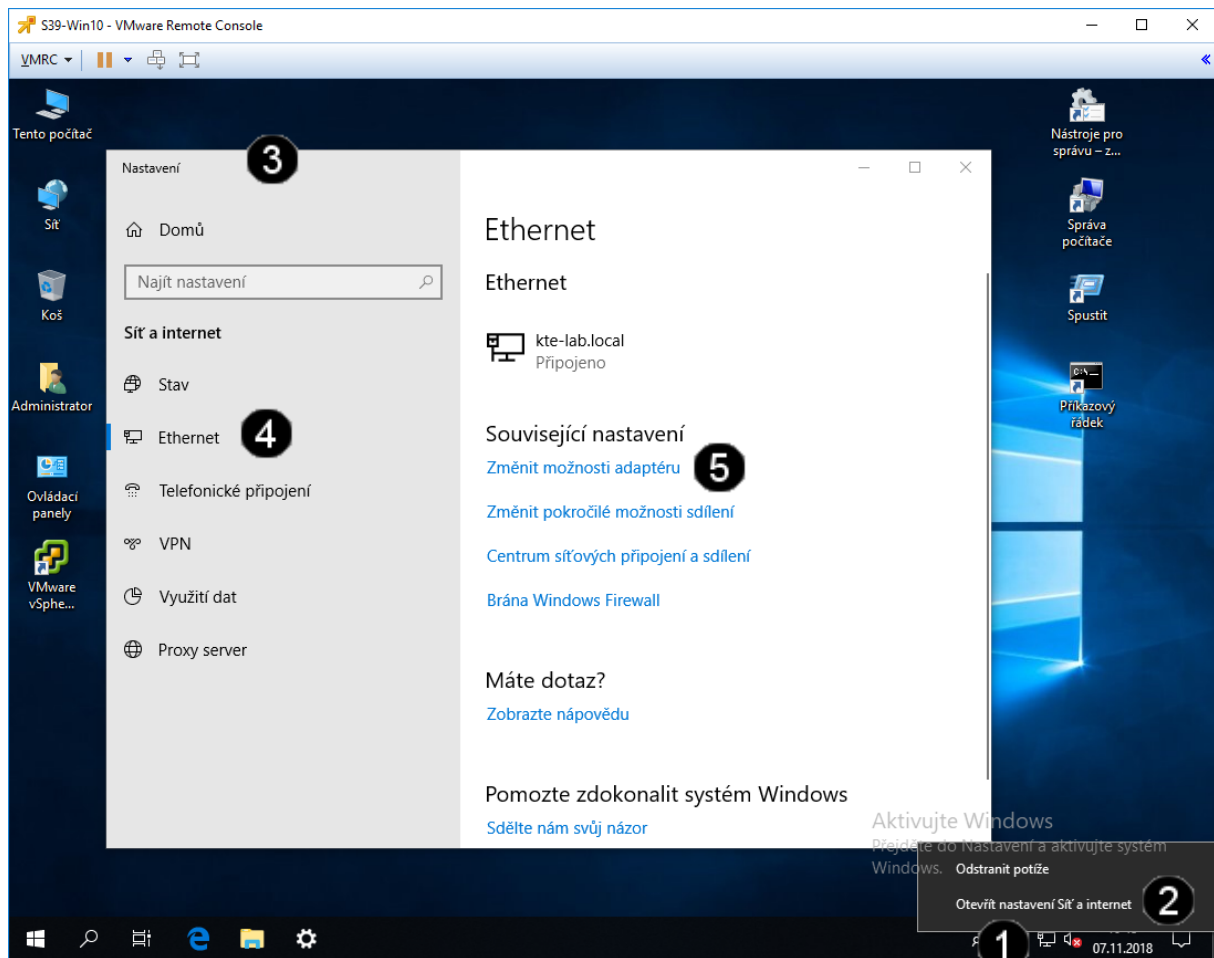 S39-Win10 - VMware Remote Console
VMRC
Tento počítač
Síť
Koš
Administrator
Ovládací
panely
VMware
vSphe...
Nástroje pro
správu – z...
Správa
počítače
Spustit
Příkazový
řádek
Nastavení
3
Domů
Najít nastavení
Síť a internet
Stav
Ethernet
4
Telefonické připojení
VPN
Využití dat
Proxy server
Ethernet
Ethernet
kte-lab.local
Připojeno
Související nastavení
Změnit možnosti adaptéru
5
Změnit pokročilé možnosti sdílení
Centrum síťových připojení a sdílení
Brána Windows Firewall
Máte dotaz?
Zobrazte nápovědu
Pomozte zdokonalit systém Windows
Sdělte nám svůj názor
Aktivujte Windows
Přejděte do Nastavení a aktivujte systém
Windows.
Odstranit potíže
Otevřít nastavení Síť a internet
2
1
07.11.2018